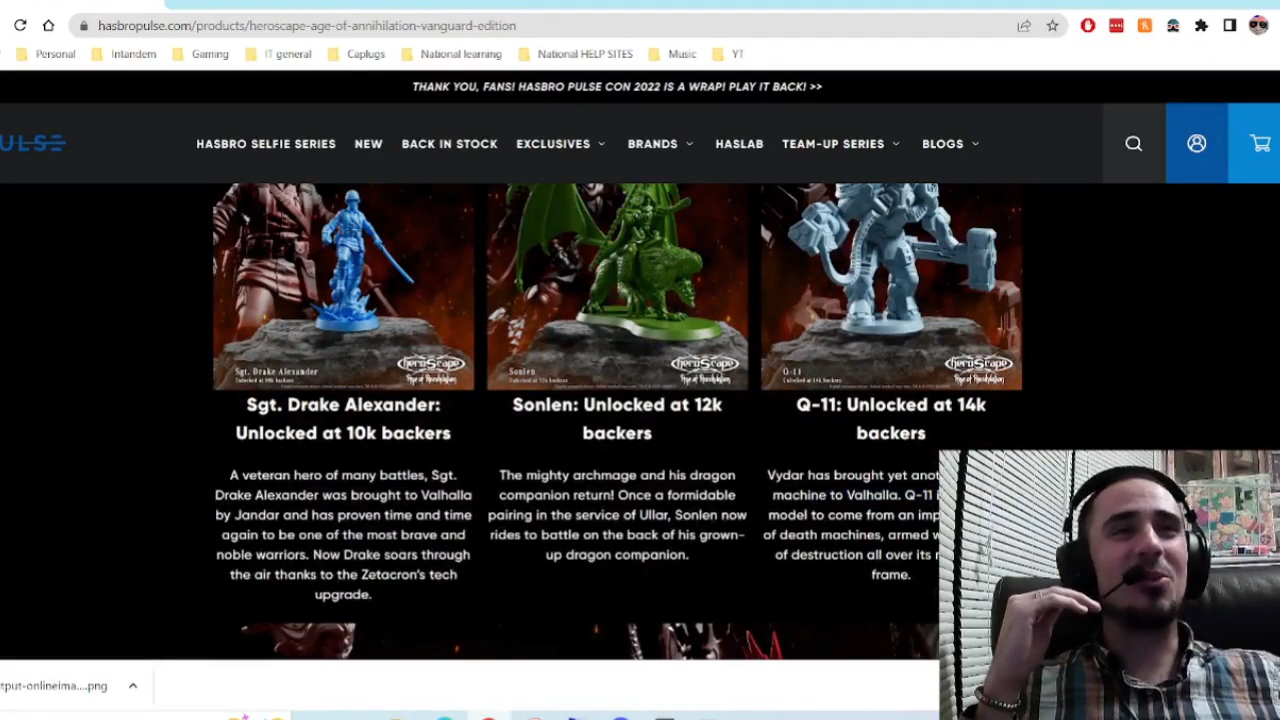 hasbropulse.com/products/heroscape-age-of-annihilation-vanguard-edition
Personal Intandem Gaming IT general Caplugs National learning National HELP SITES Music YT
THANK YOU, FANS! HASBRO PULSE CON 2022 IS A WRAP! PLAY IT BACK! >>
ULSE HASBRO SELFIE SERIES NEW BACK IN STOCK EXCLUSIVES BRANDS HASLAB TEAM-UP SERIES BLOGS
Sgt. Drake Alexander
Unlocked at 10k backers
heroScape
Age of Annihilation
Sonlen
Unlocked at 12k backers
heroScape
Age of Annihilation
Q-11
Unlocked at 14k backers
heroScape
Age of Annihilation
Sgt. Drake Alexander:
Unlocked at 10k backers
A veteran hero of many battles, Sgt.
Drake Alexander was brought to Valhalla
by Jandar and has proven time and time
again to be one of the most brave and
noble warriors. Now Drake soars through
the air thanks to the Zetacron's tech
upgrade.
Sonlen: Unlocked at 12k
backers
The mighty archmage and his dragon
companion return! Once a formidable
pairing in the service of Ullar, Sonlen now
rides to battle on the back of his grown-
up dragon companion.
Q-11: Unlocked at 14k
backers
Vydar has brought yet anot
machine to Valhalla. Q-11
model to come from an imp
of death machines, armed w
of destruction all over its
frame.
tput-onlineima....png